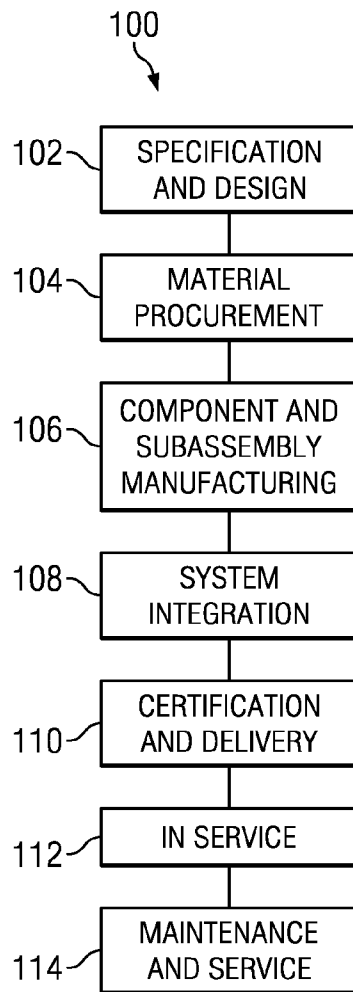 100
102
SPECIFICATION
AND DESIGN
104
MATERIAL
PROCUREMENT
106
COMPONENT AND
SUBASSEMBLY
MANUFACTURING
108
SYSTEM
INTEGRATION
110
CERTIFICATION
AND DELIVERY
112
IN SERVICE
114
MAINTENANCE
AND SERVICE